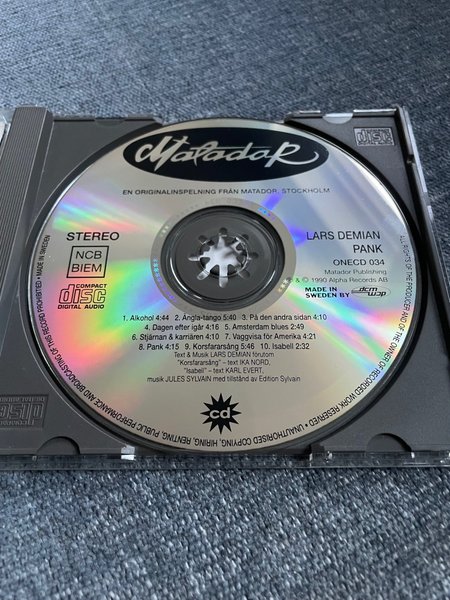 Matador
EN ORIGINALINSPELNING FRÅN MATADOR, STOCKHOLM
STEREO
NCB
BIEM
COMPACT
disc
DIGITAL AUDIO
LARS DEMIAN
PANK
ONECD 034
Matador Publishing
& © 1990 Alpha Records AB
MADE IN
SWEDEN BY
dcm
1. Alkohol 4:44 2. Ängla-tango 5:40 3. På den andra sidan 4:10
4. Dagen efter igår 4:16 5. Amsterdam blues 2:49
6. Stjärnan & karriären 4:10 7. Vaggvisa för Amerika 4:21
8. Pank 4:15 9. Korsfararsång 5:06 10. Isabell 2:32
Text & Musik LARS DEMIAN förutom
"Korsfararsång" – text IKA NORD,
"Isabell" – text KARL EVERT,
musik JULES SYLVAIN med tillstånd av Edition Sylvain
cd
ALL RIGHTS OF THE PRODUCER AND OF THE OWNER OF RECORDED WORK RESERVED • UNAUTHORISED COPYING, HIRING, RENTING, PUBLIC PERFORMANCE AND BROADCASTING OF THIS RECORD PROHIBITED • MADE IN SWEDEN
disc
disc